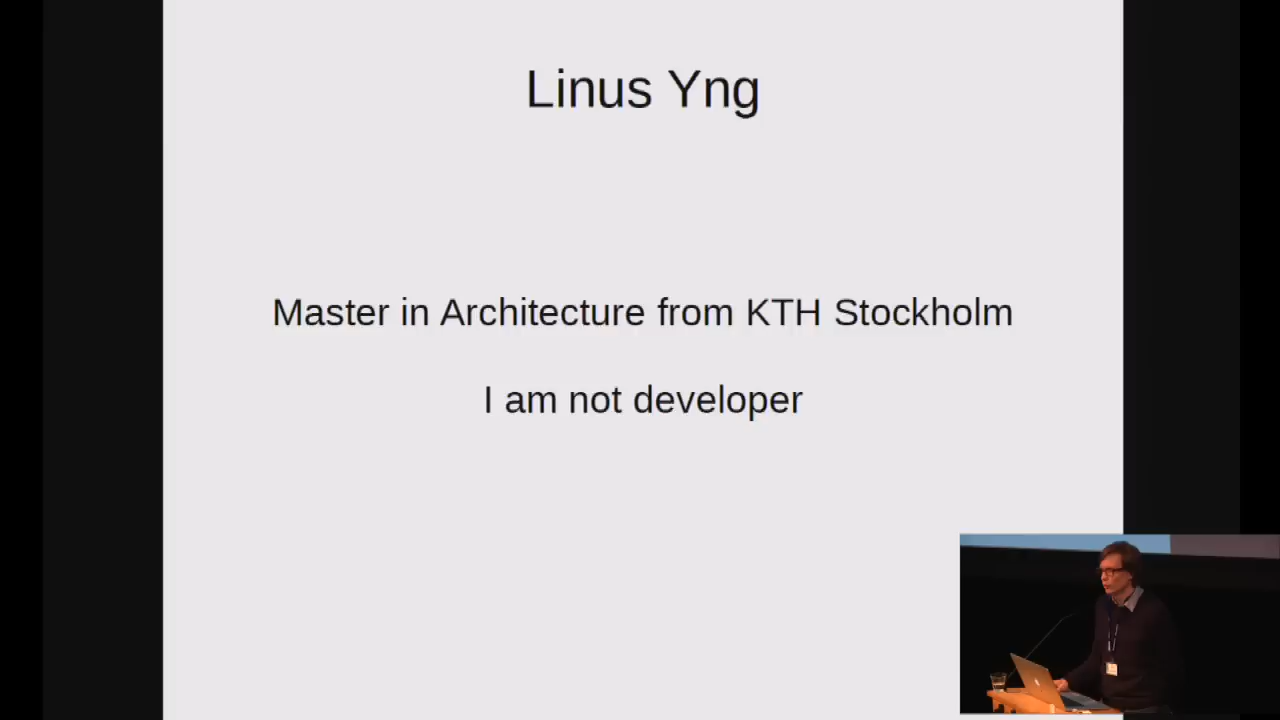 Linus Yng
Master in Architecture from KTH Stockholm
I am not developer